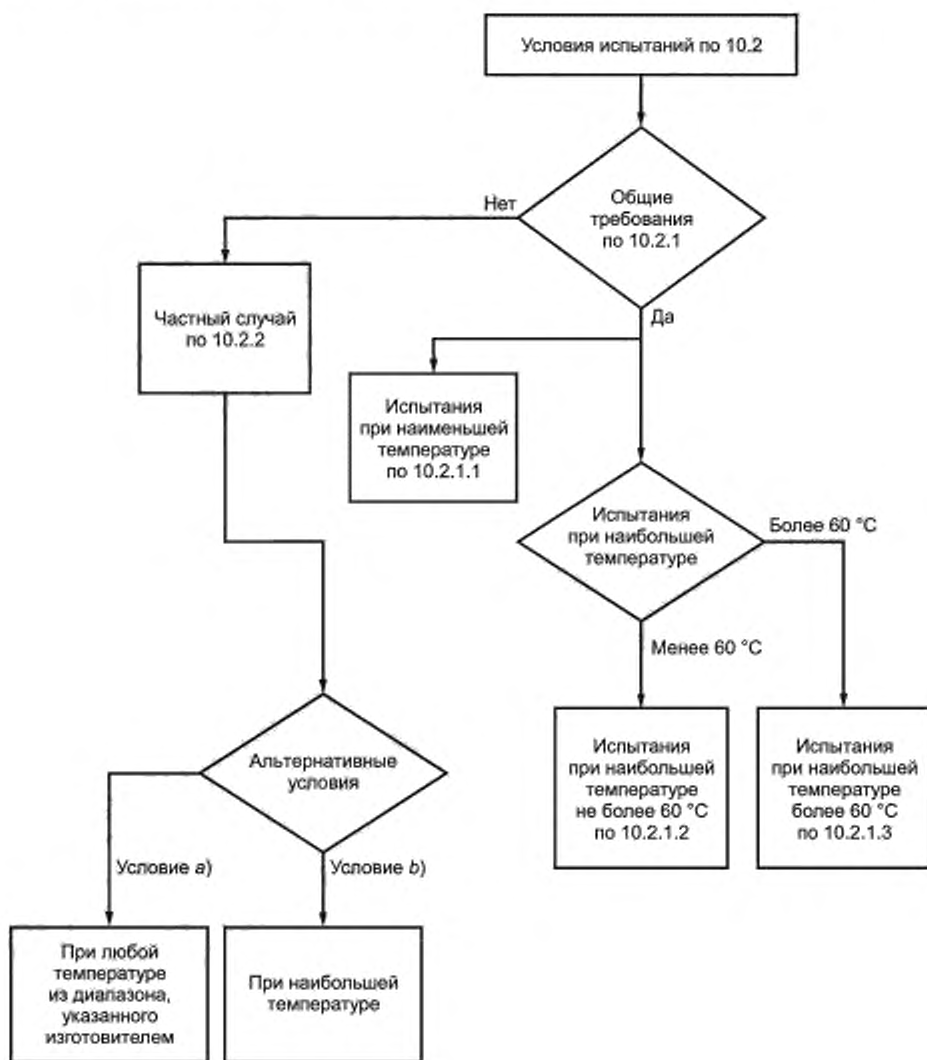 Условия испытаний по 10.2
Общие
требования
по 10.2.1
Нет
Да
Частный случай
по 10.2.2
Испытания
при наименьшей
температуре
по 10.2.1.1
Испытания
при наибольшей
температуре
Более 60 °С
Менее 60 °С
Испытания
при наибольшей
температуре
не более 60 °С
по 10.2.1.2
Испытания
при наибольшей
температуре
более 60 °С
по 10.2.1.3
Альтернативные
условия
Условие a)
Условие b)
При любой
температуре
из диапазона,
указанного
изготовителем
При наибольшей
температуре